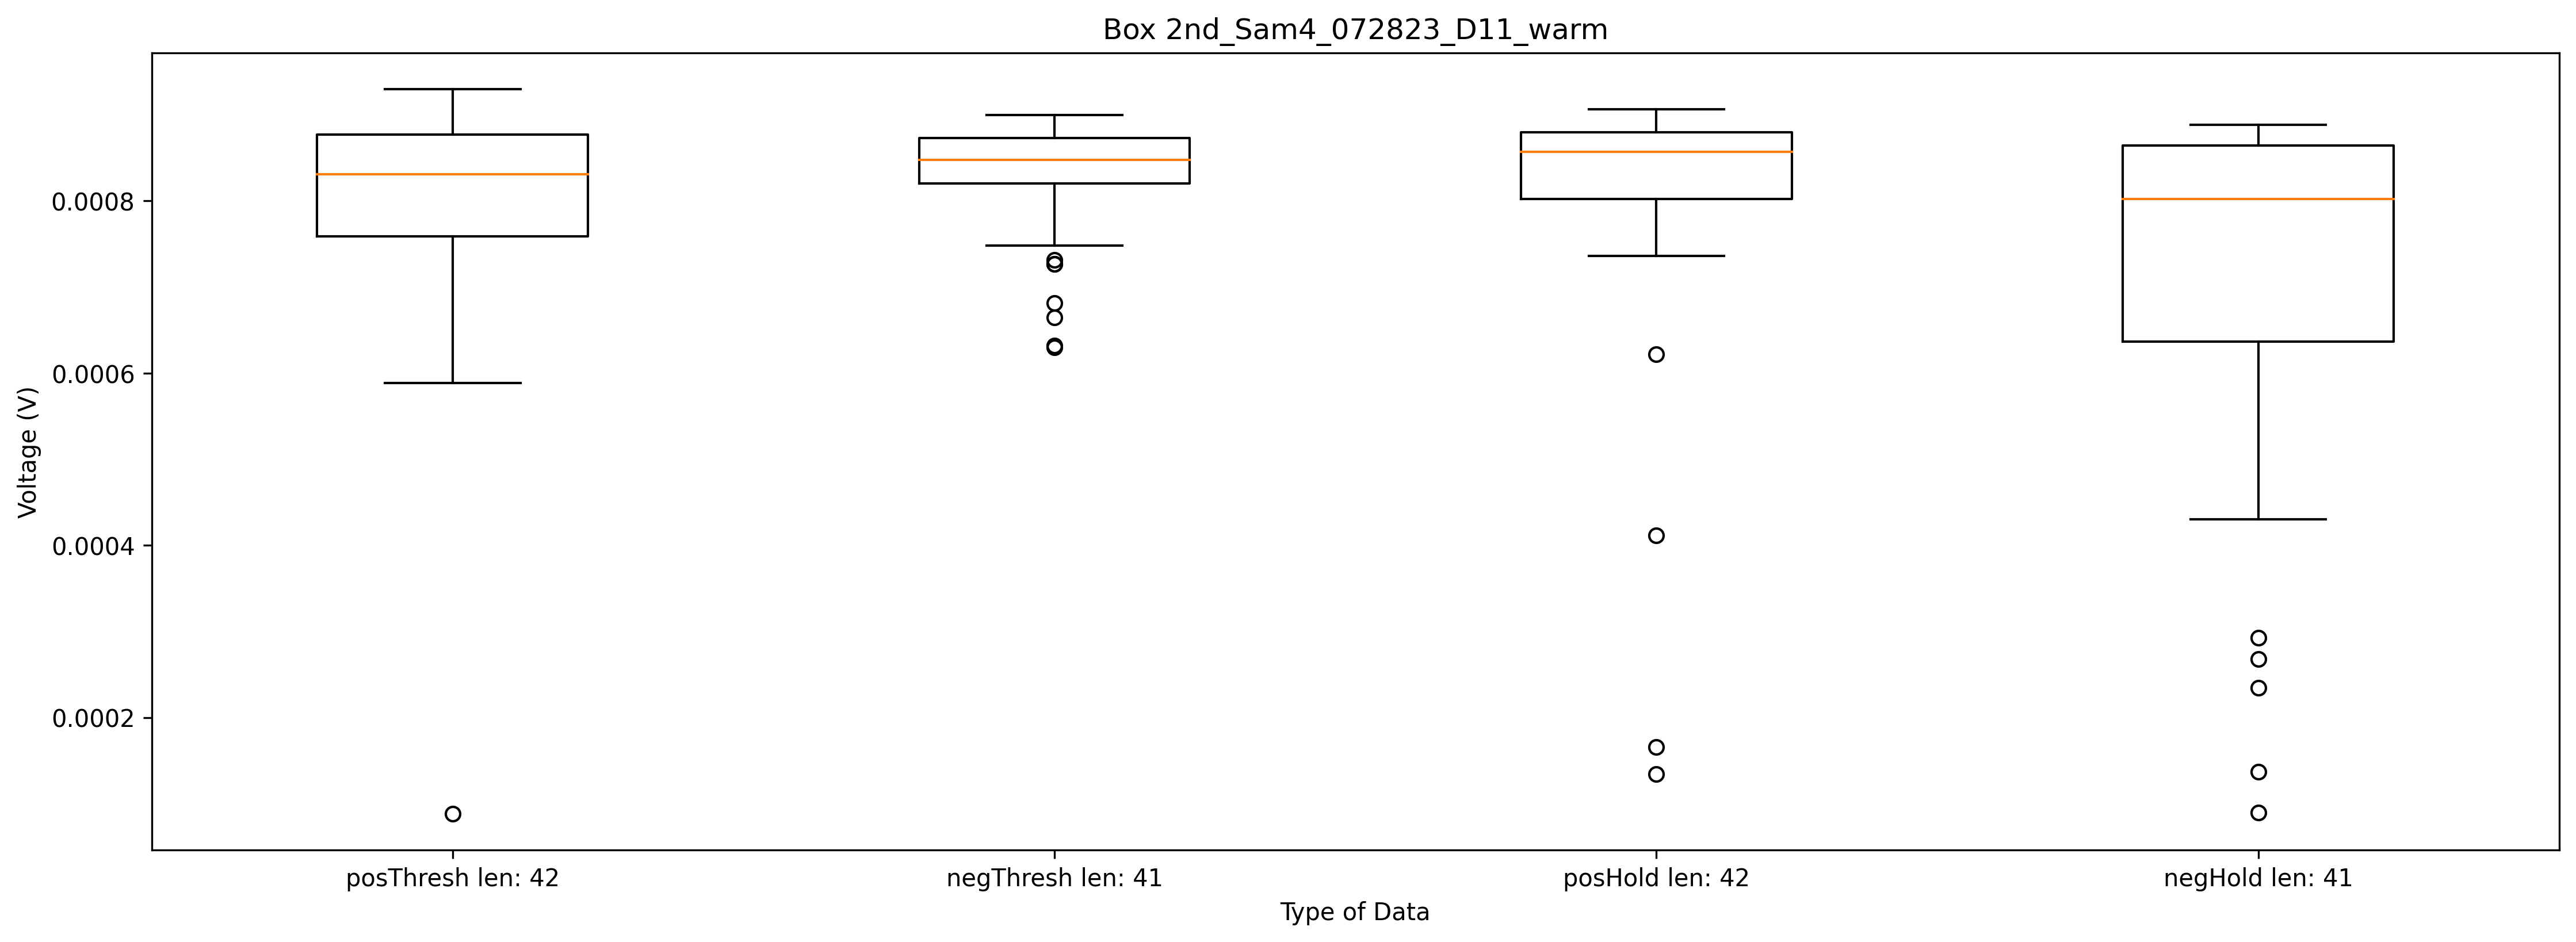 Box 2nd_Sam4_072823_D11_warm
Voltage (V)
0.0008
0.0006
0.0004
0.0002
posThresh len: 42
negThresh len: 41
posHold len: 42
negHold len: 41
Type of Data